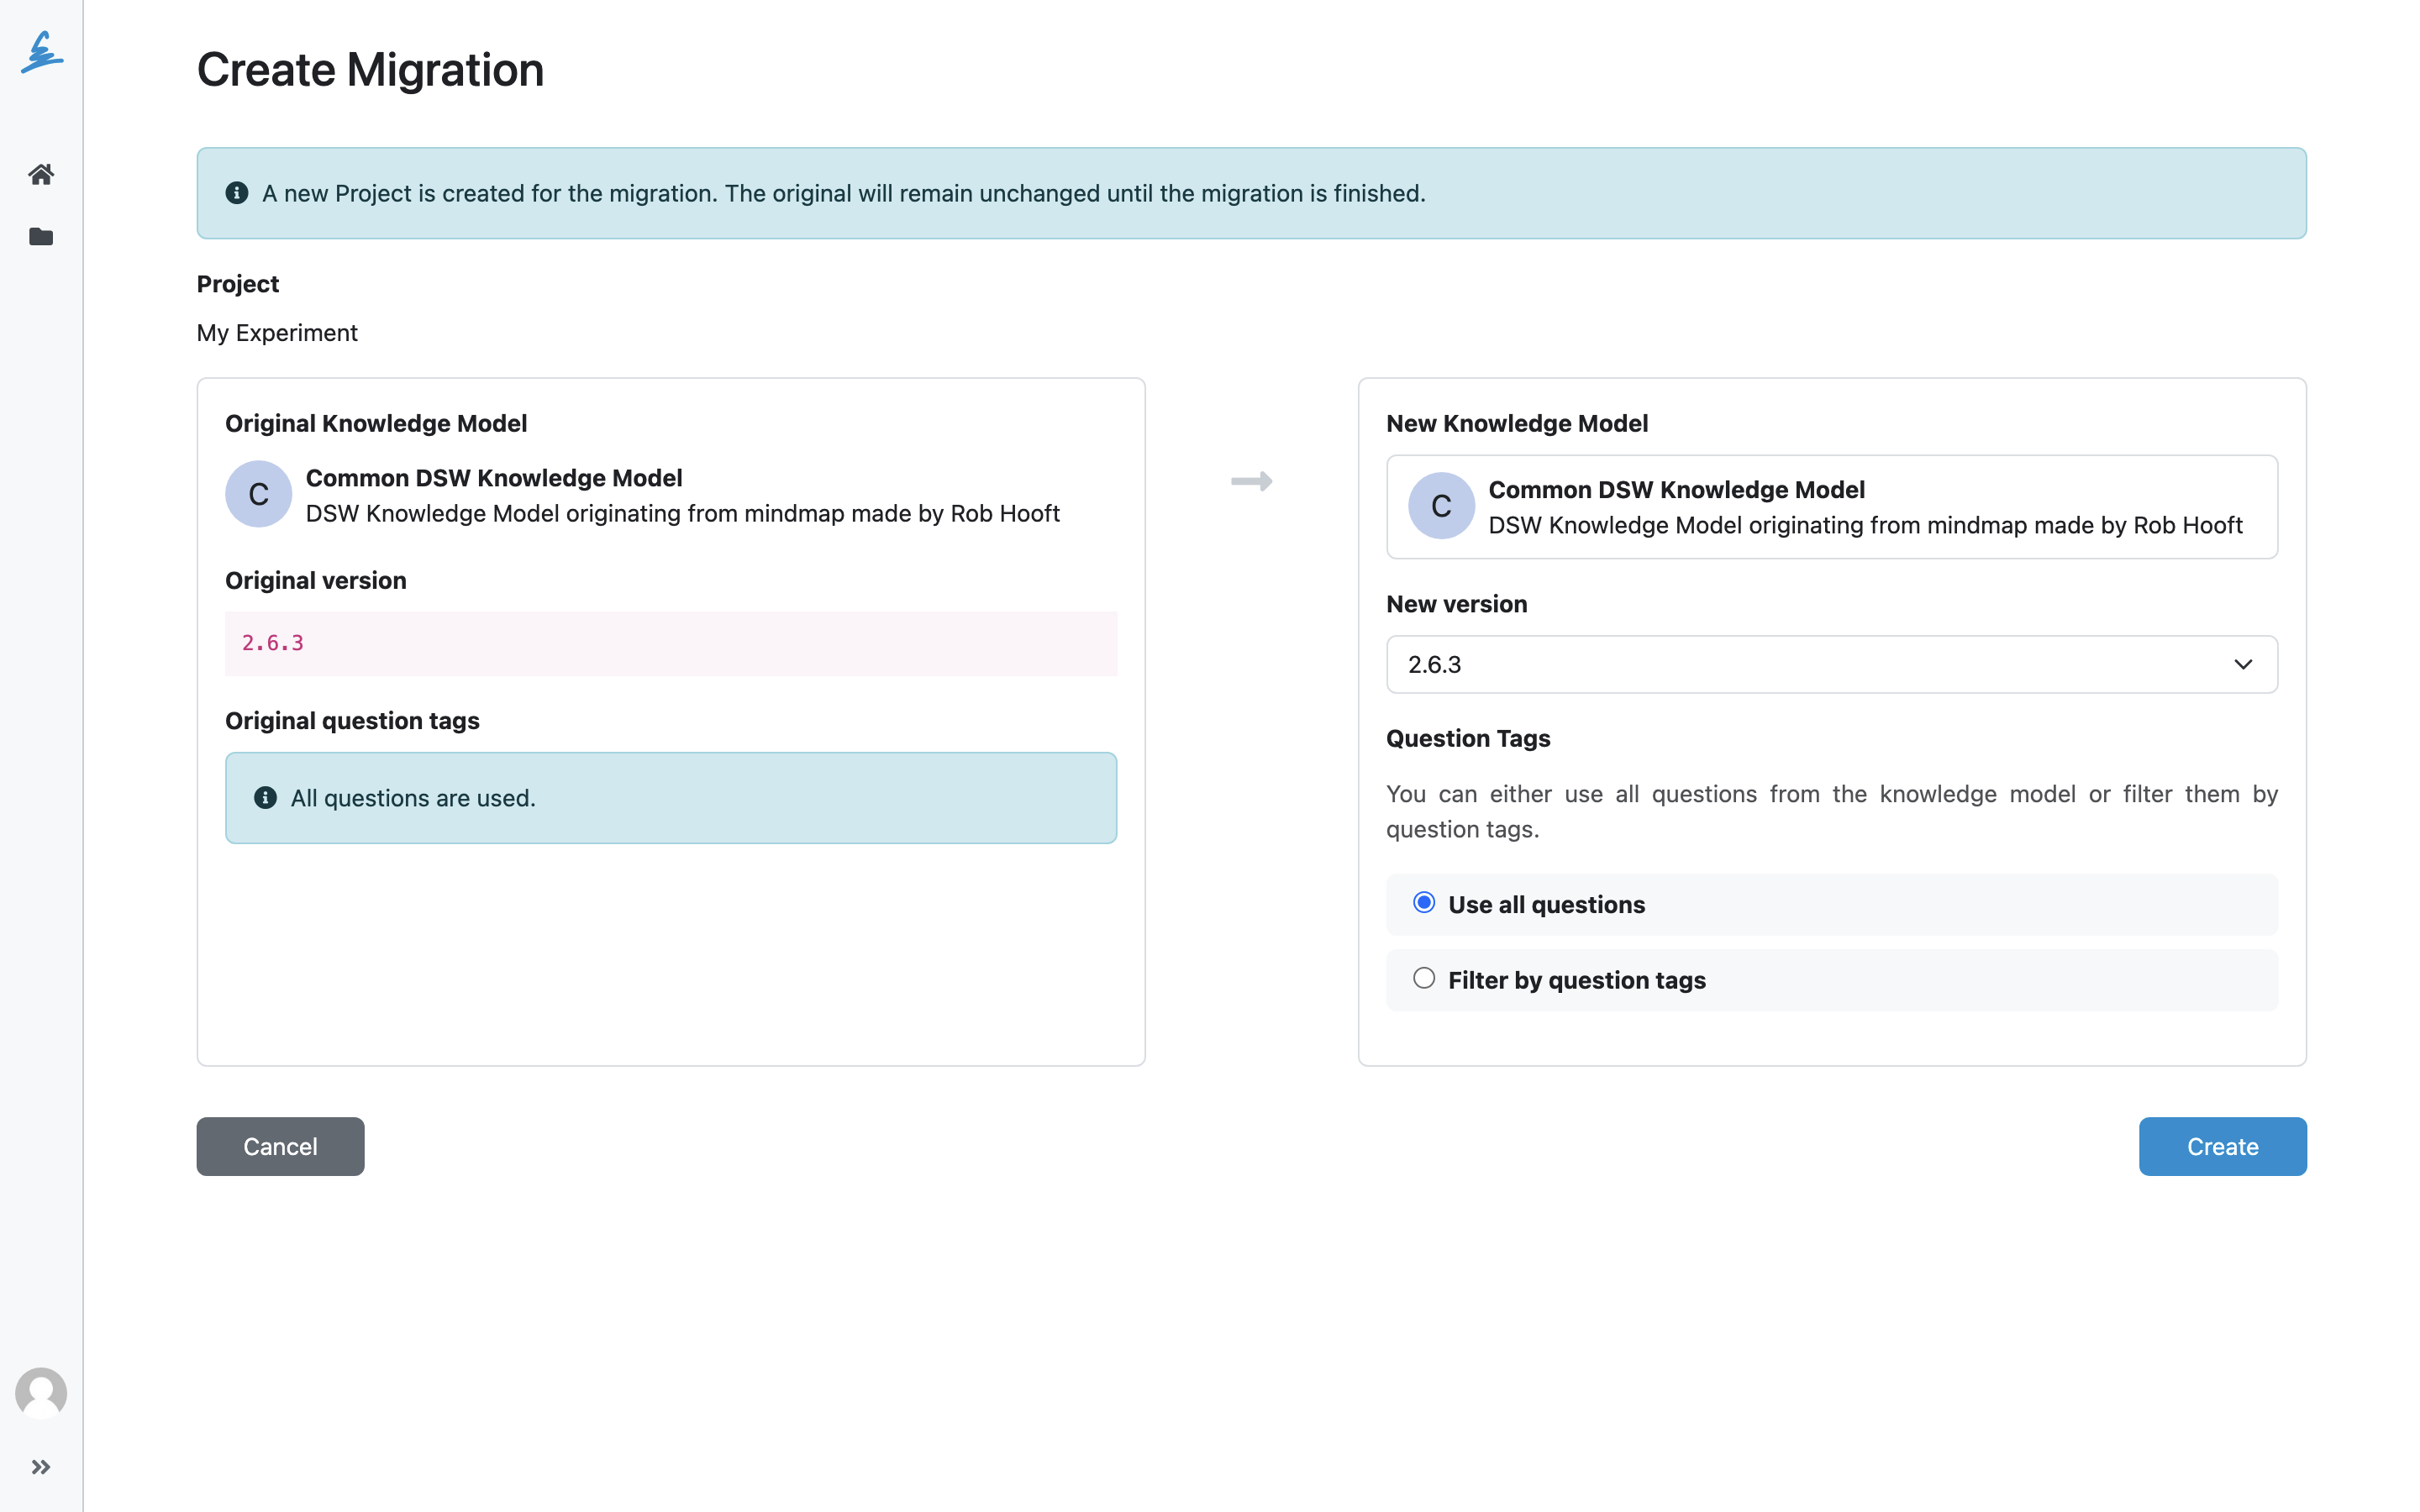 Create Migration
A new Project is created for the migration. The original will remain unchanged until the migration is finished.
Project
My Experiment
Original Knowledge Model
C
Common DSW Knowledge Model
DSW Knowledge Model originating from mindmap made by Rob Hooft
Original version
2.6.3
Original question tags
All questions are used.
New Knowledge Model
C
Common DSW Knowledge Model
DSW Knowledge Model originating from mindmap made by Rob Hooft
New version
2.6.3
Question Tags
You can either use all questions from the knowledge model or filter them by
question tags.
Use all questions
Filter by question tags
Cancel
Create